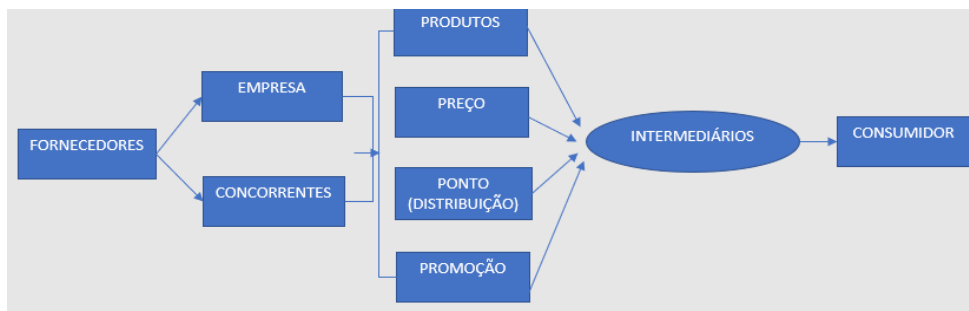 FORNECEDORES
EMPRESA
CONCORRENTES
PRODUTOS
PREÇO
PONTO
(DISTRIBUIÇÃO)
PROMOÇÃO
INTERMEDIÁRIOS
CONSUMIDOR